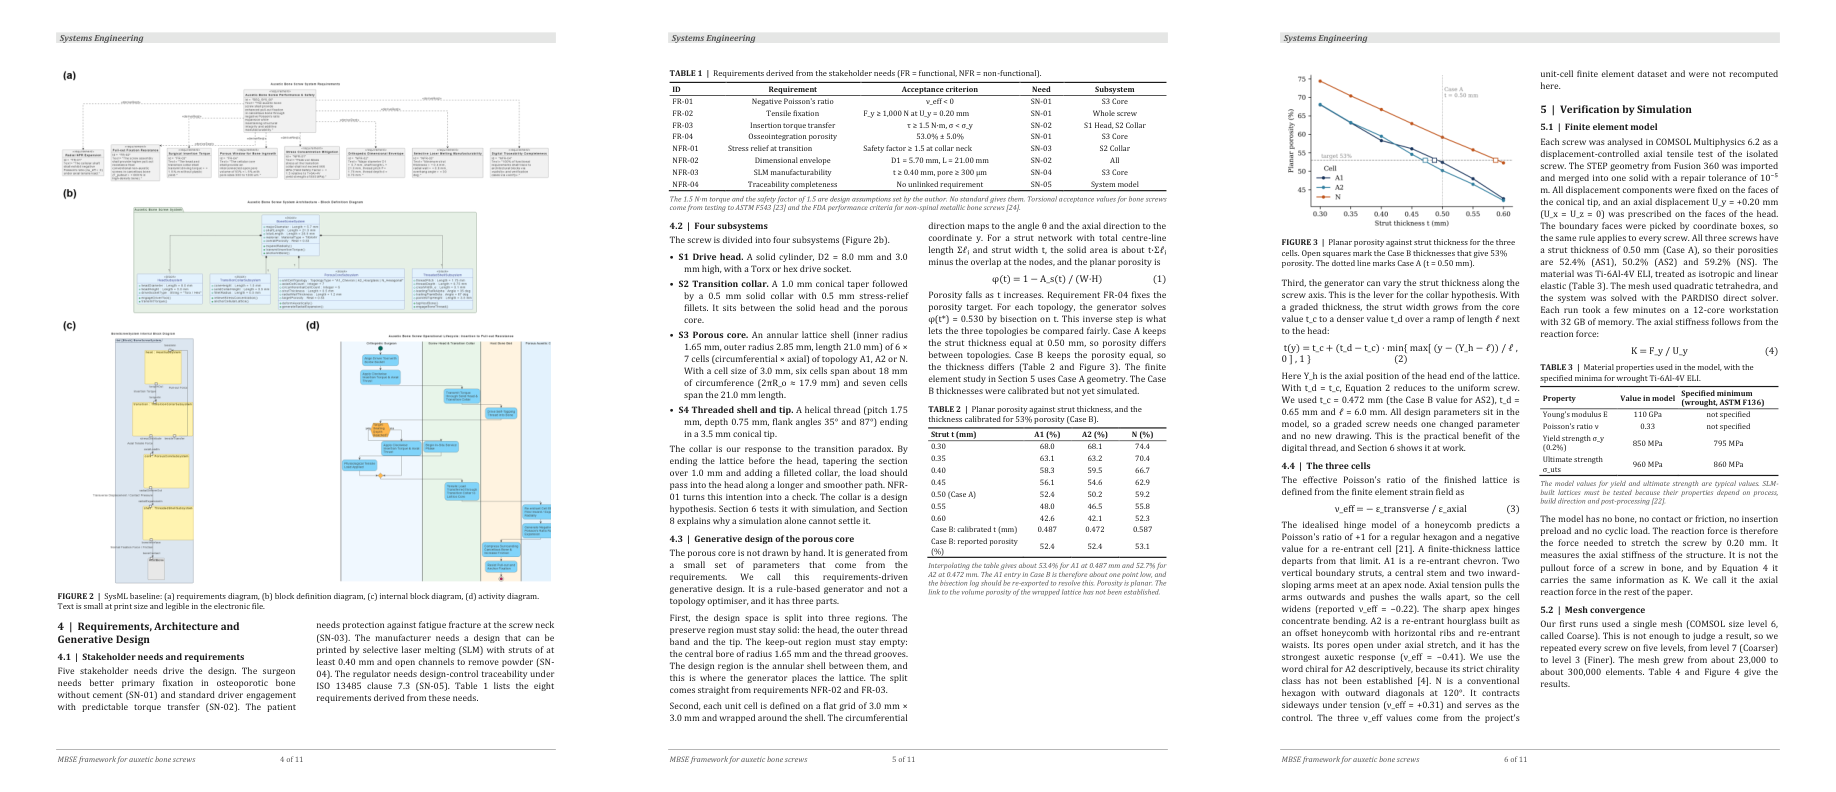 Systems Engineering
(a)
(b)
(c)
(d)
FIGURE 2 | SysML baseline: (a) requirements diagram, (b) block definition diagram, (c) internal block diagram, (d) activity diagram.
Text is small at print size and legible in the electronic file.
4 | Requirements, Architecture and
Generative Design
4.1 | Stakeholder needs and requirements
Five stakeholder needs drive the design. The surgeon
needs better primary fixation in osteoporotic bone
without cement (SN-01) and standard driver engagement
with predictable torque transfer (SN-02). The patient
needs protection against fatigue fracture at the screw neck
(SN-03). The manufacturer needs a design that can be
printed by selective laser melting (SLM) with struts of at
least 0.40 mm and open channels to remove powder (SN-
04). The regulator needs design-control traceability under
ISO 13485 clause 7.3 (SN-05). Table 1 lists the eight
requirements derived from these needs.
MBSE framework for auxetic bone screws 4 of 11
Systems Engineering
TABLE 1 | Requirements derived from the stakeholder needs (FR = functional, NFR = non-functional).
ID Requirement Acceptance criterion Need Subsystem
FR-01 Negative Poisson's ratio ν_eff < 0 SN-01 S3 Core
FR-02 Tensile fixation F_y ≥ 1,000 N at U_y = 0.20 mm SN-01 Whole screw
FR-03 Insertion torque transfer τ ≥ 1.5 N·m, σ < σ_y SN-02 S1 Head, S2 Collar
FR-04 Osseointegration porosity 53.0% ± 5.0% SN-01 S3 Core
NFR-01 Stress relief at transition Safety factor ≥ 1.5 at collar neck SN-03 S2 Collar
NFR-02 Dimensional envelope D1 = 5.70 mm, L = 21.00 mm SN-02 All
NFR-03 SLM manufacturability t ≥ 0.40 mm, pore ≥ 300 μm SN-04 S3 Core
NFR-04 Traceability completeness No unlinked requirement SN-05 System model
The 1.5 N·m torque and the safety factor of 1.5 are design assumptions set by the author. No standard gives them. Torsional acceptance values for bone screws
come from testing to ASTM F543 [23] and the FDA performance criteria for non-spinal metallic bone screws [24].
4.2 | Four subsystems
The screw is divided into four subsystems (Figure 2b).
• S1 Drive head. A solid cylinder, D2 = 8.0 mm and 3.0
mm high, with a Torx or hex drive socket.
• S2 Transition collar. A 1.0 mm conical taper followed
by a 0.5 mm solid collar with 0.5 mm stress-relief
fillets. It sits between the solid head and the porous
core.
• S3 Porous core. An annular lattice shell (inner radius
1.65 mm, outer radius 2.85 mm, length 21.0 mm) of 6 ×
7 cells (circumferential × axial) of topology A1, A2 or N.
With a cell size of 3.0 mm, six cells span about 18 mm
of circumference (2πR_o ≈ 17.9 mm) and seven cells
span the 21.0 mm length.
• S4 Threaded shell and tip. A helical thread (pitch 1.75
mm, depth 0.75 mm, flank angles 35° and 87°) ending
in a 3.5 mm conical tip.
The collar is our response to the transition paradox. By
ending the lattice before the head, tapering the section
over 1.0 mm and adding a filleted collar, the load should
pass into the head along a longer and smoother path. NFR-
01 turns this intention into a check. The collar is a design
hypothesis. Section 6 tests it with simulation, and Section
8 explains why a simulation alone cannot settle it.
4.3 | Generative design of the porous core
The porous core is not drawn by hand. It is generated from
a small set of parameters that come from the
requirements. We call this requirements-driven
generative design. It is a rule-based generator and not a
topology optimiser, and it has three parts.
First, the design space is split into three regions. The
preserve region must stay solid: the head, the outer thread
band and the tip. The keep-out region must stay empty:
the central bore of radius 1.65 mm and the thread grooves.
The design region is the annular shell between them, and
this is where the generator places the lattice. The split
comes straight from requirements NFR-02 and FR-03.
Second, each unit cell is defined on a flat grid of 3.0 mm ×
3.0 mm and wrapped around the shell. The circumferential
direction maps to the angle θ and the axial direction to the
coordinate y. For a strut network with total centre-line
length Σℓᵢ and strut width t, the solid area is about t·Σℓᵢ
minus the overlap at the nodes, and the planar porosity is
φ(t) = 1 − A_s(t) / (W·H) (1)
Porosity falls as t increases. Requirement FR-04 fixes the
porosity target. For each topology, the generator solves
φ(t*) = 0.530 by bisection on t. This inverse step is what
lets the three topologies be compared fairly. Case A keeps
the strut thickness equal at 0.50 mm, so porosity differs
between topologies. Case B keeps the porosity equal, so
the thickness differs (Table 2 and Figure 3). The finite
element study in Section 5 uses Case A geometry. The Case
B thicknesses were calibrated but not yet simulated.
TABLE 2 | Planar porosity against strut thickness, and the
thickness calibrated for 53% porosity (Case B).
Strut t (mm) A1 (%) A2 (%) N (%)
0.30 68.0 68.1 74.4
0.35 63.1 63.2 70.4
0.40 58.3 59.5 66.7
0.45 56.1 54.6 62.9
0.50 (Case A) 52.4 50.2 59.2
0.55 48.0 46.5 55.8
0.60 42.6 42.1 52.3
Case B: calibrated t (mm) 0.487 0.472 0.587
Case B: reported porosity
(%) 52.4 52.4 53.1
Interpolating the table gives about 53.4% for A1 at 0.487 mm and 52.7% for
A2 at 0.472 mm. The A1 entry in Case B is therefore about one point low, and
the bisection log should be re-exported to resolve this. Porosity is planar. The
link to the volume porosity of the wrapped lattice has not been established.
MBSE framework for auxetic bone screws 5 of 11
Systems Engineering
Planar porosity (%)
75
70
65
60
55
50
45
Case A
t = 0.50 mm
target 53%
Cell
A1
A2
N
0.30 0.35 0.40 0.45 0.50 0.55 0.60
Strut thickness t (mm)
FIGURE 3 | Planar porosity against strut thickness for the three
cells. Open squares mark the Case B thicknesses that give 53%
porosity. The dotted line marks Case A (t = 0.50 mm).
Third, the generator can vary the strut thickness along the
screw axis. This is the lever for the collar hypothesis. With
a graded thickness, the strut width grows from the core
value t_c to a denser value t_d over a ramp of length ℓ next
to the head:
t(y) = t_c + (t_d − t_c) · min{ max[ (y − (Y_h − ℓ)) / ℓ ,
0 ] , 1 } (2)
Here Y_h is the axial position of the head end of the lattice.
With t_d = t_c, Equation 2 reduces to the uniform screw.
We used t_c = 0.472 mm (the Case B value for AS2), t_d =
0.65 mm and ℓ = 6.0 mm. All design parameters sit in the
model, so a graded screw needs one changed parameter
and no new drawing. This is the practical benefit of the
digital thread, and Section 6 shows it at work.
4.4 | The three cells
The effective Poisson's ratio of the finished lattice is
defined from the finite element strain field as
ν_eff = − ε_transverse / ε_axial (3)
The idealised hinge model of a honeycomb predicts a
Poisson's ratio of +1 for a regular hexagon and a negative
value for a re-entrant cell [21]. A finite-thickness lattice
departs from that limit. A1 is a re-entrant chevron. Two
vertical boundary struts, a central stem and two inward-
sloping arms meet at an apex node. Axial tension pulls the
arms outwards and pushes the walls apart, so the cell
widens (reported ν_eff = −0.22). The sharp apex hinges
concentrate bending. A2 is a re-entrant hourglass built as
an offset honeycomb with horizontal ribs and re-entrant
waists. Its pores open under axial stretch, and it has the
strongest auxetic response (ν_eff = −0.41). We use the
word chiral for A2 descriptively, because its strict chirality
class has not been established [4]. N is a conventional
hexagon with outward diagonals at 120°. It contracts
sideways under tension (ν_eff = +0.31) and serves as the
control. The three ν_eff values come from the project's
unit-cell finite element dataset and were not recomputed
here.
5 | Verification by Simulation
5.1 | Finite element model
Each screw was analysed in COMSOL Multiphysics 6.2 as a
displacement-controlled axial tensile test of the isolated
screw. The STEP geometry from Fusion 360 was imported
and merged into one solid with a repair tolerance of 10⁻⁵
m. All displacement components were fixed on the faces of
the conical tip, and an axial displacement U_y = +0.20 mm
(U_x = U_z = 0) was prescribed on the faces of the head.
The boundary faces were picked by coordinate boxes, so
the same rule applies to every screw. All three screws have
a strut thickness of 0.50 mm (Case A), so their porosities
are 52.4% (AS1), 50.2% (AS2) and 59.2% (NS). The
material was Ti-6Al-4V ELI, treated as isotropic and linear
elastic (Table 3). The mesh used quadratic tetrahedra, and
the system was solved with the PARDISO direct solver.
Each run took a few minutes on a 12-core workstation
with 32 GB of memory. The axial stiffness follows from the
reaction force:
K = F_y / U_y (4)
TABLE 3 | Material properties used in the model, with the
specified minima for wrought Ti-6Al-4V ELI.
Property Value in model Specified minimum
(wrought, ASTM F136)
Young's modulus E 110 GPa not specified
Poisson's ratio ν 0.33 not specified
Yield strength σ_y
(0.2%) 850 MPa 795 MPa
Ultimate strength
σ_uts 960 MPa 860 MPa
The model values for yield and ultimate strength are typical values. SLM-
built lattices must be tested because their properties depend on process,
build direction and post-processing [22].
The model has no bone, no contact or friction, no insertion
preload and no cyclic load. The reaction force is therefore
the force needed to stretch the screw by 0.20 mm. It
measures the axial stiffness of the structure. It is not the
pullout force of a screw in bone, and by Equation 4 it
carries the same information as K. We call it the axial
reaction force in the rest of the paper.
5.2 | Mesh convergence
Our first runs used a single mesh (COMSOL size level 6,
called Coarse). This is not enough to judge a result, so we
repeated every screw on five levels, from level 7 (Coarser)
to level 3 (Finer). The mesh grew from about 23,000 to
about 300,000 elements. Table 4 and Figure 4 give the
results.
MBSE framework for auxetic bone screws 6 of 11